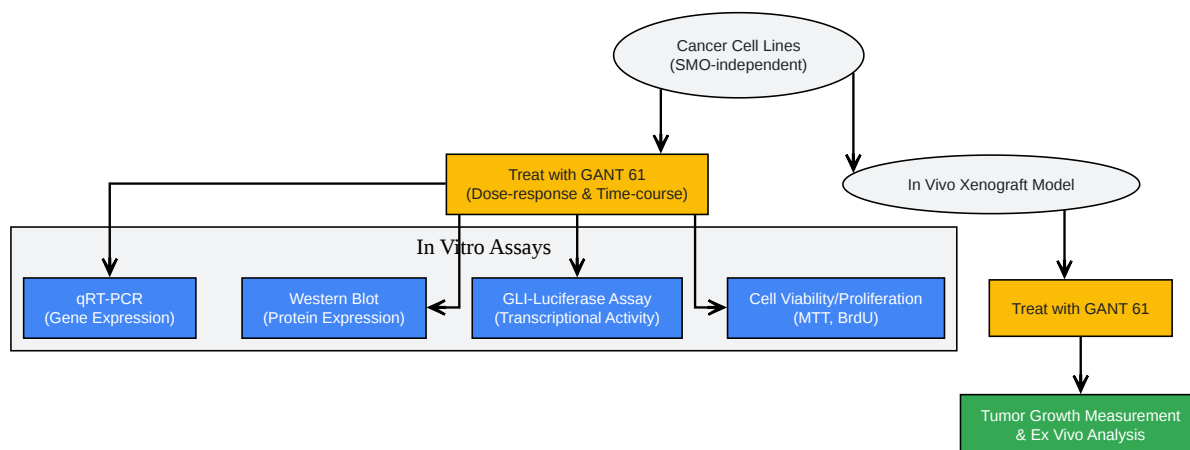 Cancer Cell Lines
(SMO-independent)
Treat with GANT 61
(Dose-response & Time-course)
In Vivo Xenograft Model
In Vitro Assays
qRT-PCR
(Gene Expression)
Western Blot
(Protein Expression)
GLI-Luciferase Assay
(Transcriptional Activity)
Cell Viability/Proliferation
(MTT, BrdU)
Treat with GANT 61
Tumor Growth Measurement
& Ex Vivo Analysis